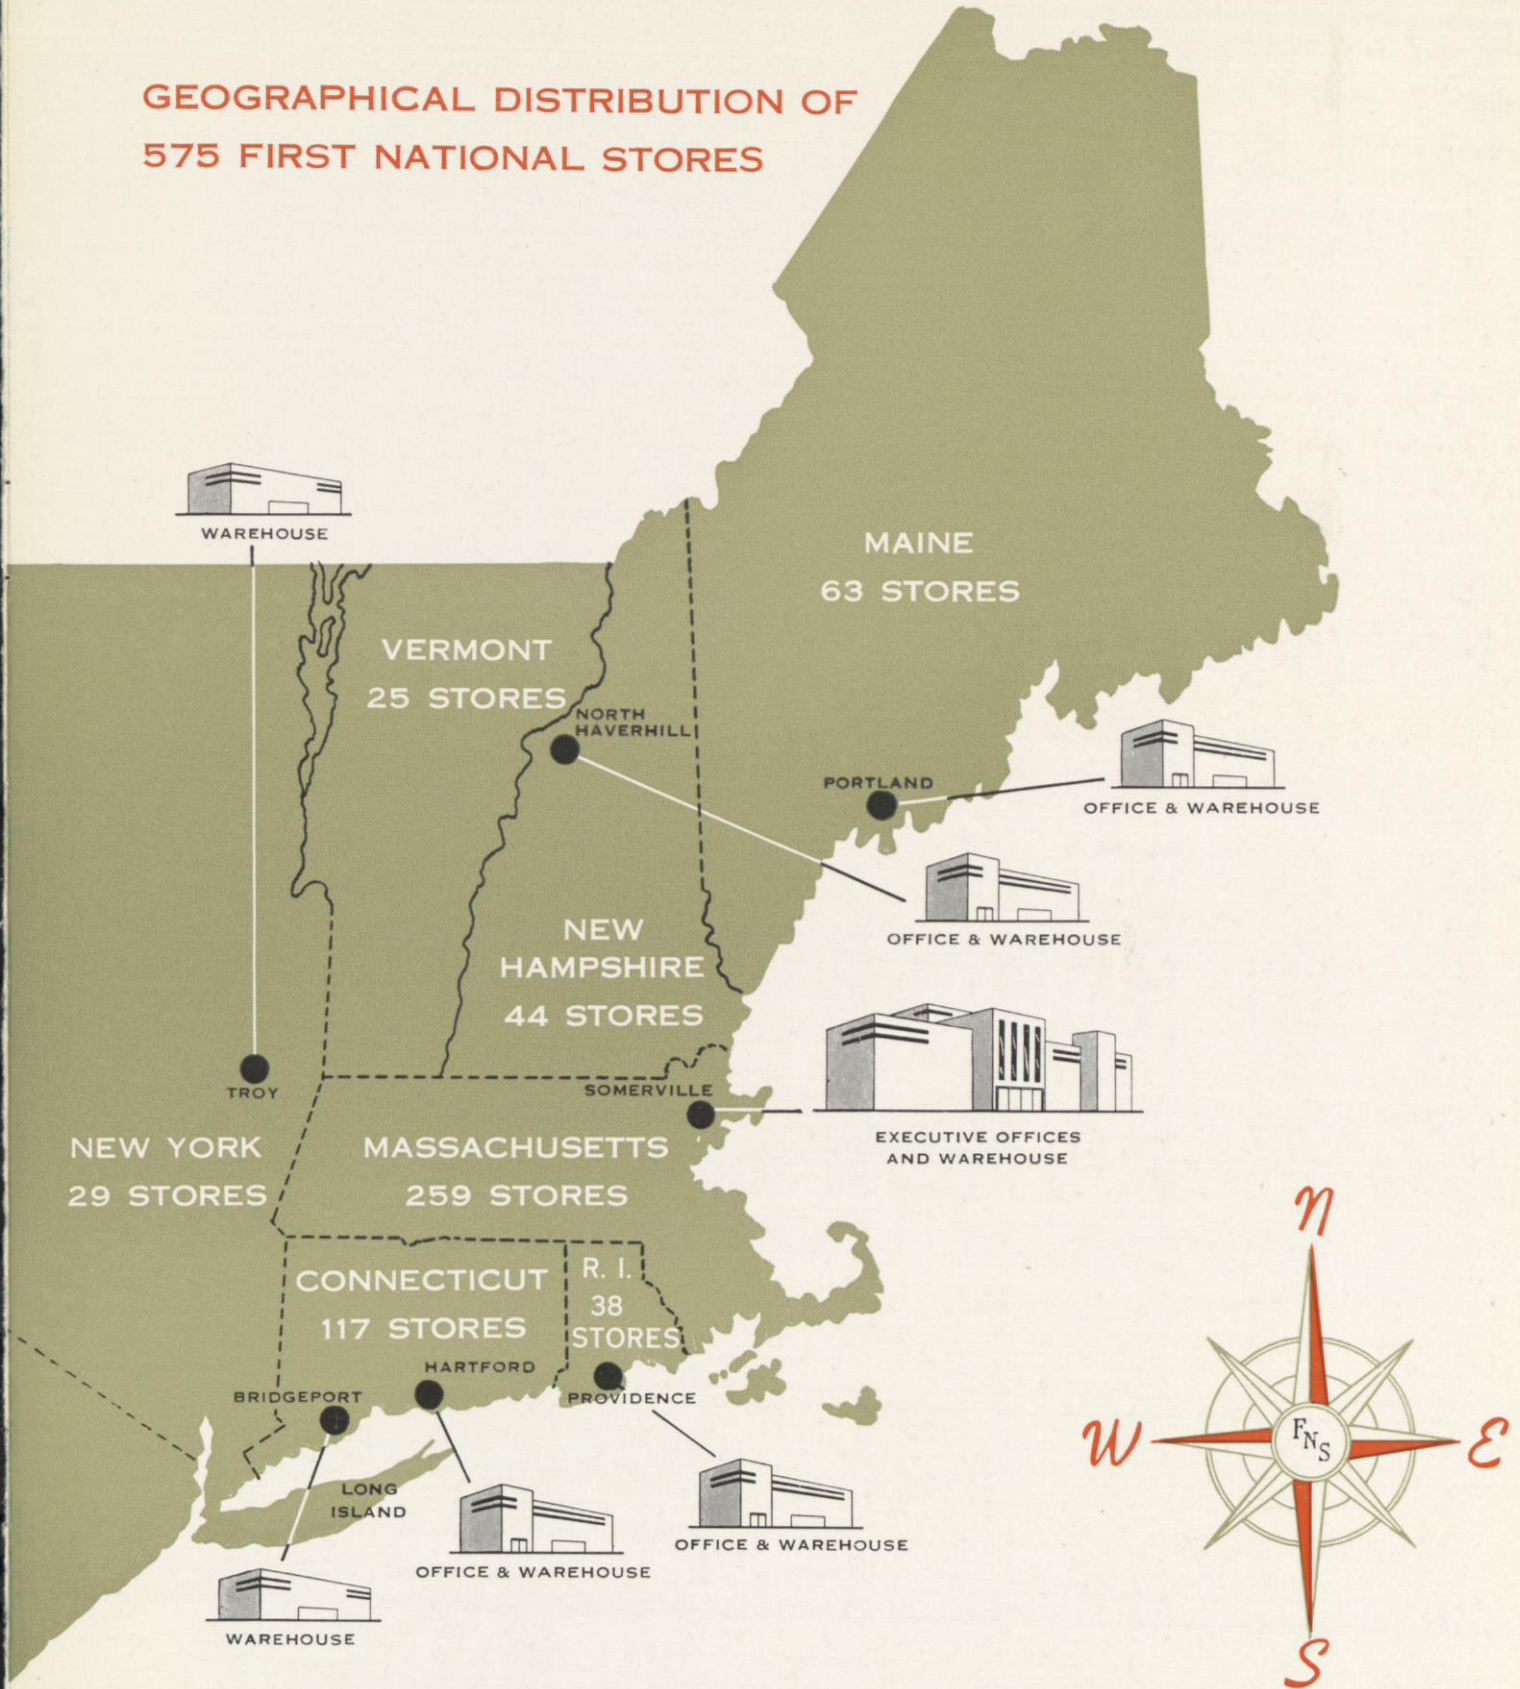 GEOGRAPHICAL DISTRIBUTION OF
575 FIRST NATIONAL STORES
WAREHOUSE
MAINE
63 STORES
VERMONT
25 STORES
NORTH
HAVERHILL
PORTLAND
OFFICE & WAREHOUSE
OFFICE & WAREHOUSE
NEW
HAMPSHIRE
44 STORES
TROY
SOMERVILLE
EXECUTIVE OFFICES
AND WAREHOUSE
NEW YORK
29 STORES
MASSACHUSETTS
259 STORES
CONNECTICUT
117 STORES
R. I.
38
STORES
HARTFORD
BRIDGEPORT
PROVIDENCE
LONG
ISLAND
OFFICE & WAREHOUSE
OFFICE & WAREHOUSE
WAREHOUSE
N
W
FNS
E
S